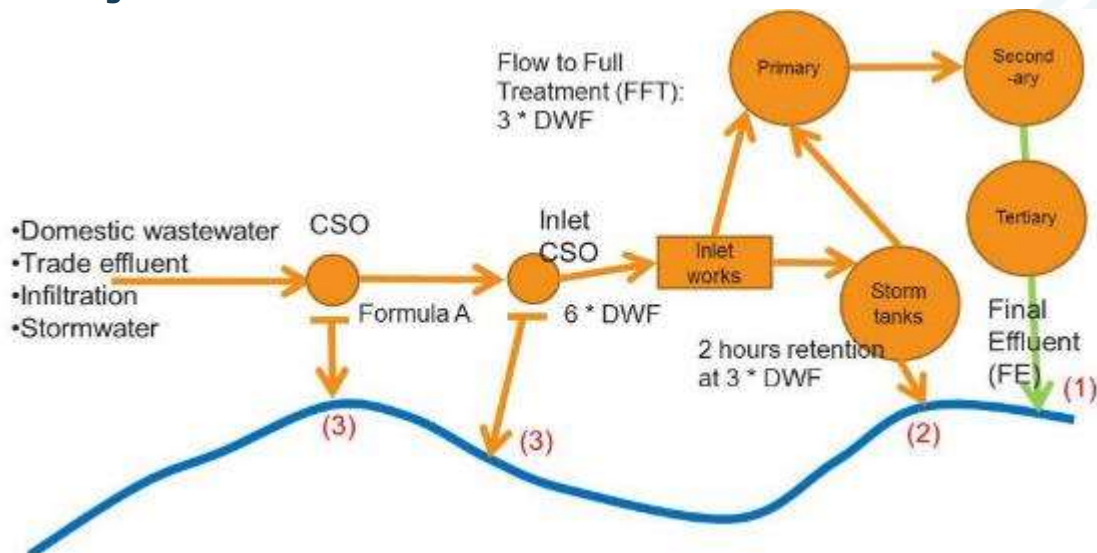 Flow to Full
Treatment (FFT):
3 * DWF
Primary
Second
-ary
•Domestic wastewater
•Trade effluent
•Infiltration
•Stormwater
CSO
Formula A
Inlet
CSO
6 * DWF
Inlet
works
Storm
tanks
2 hours retention
at 3 * DWF
Tertiary
Final
Effluent
(FE)
(1)
(2)
(3)
(3)